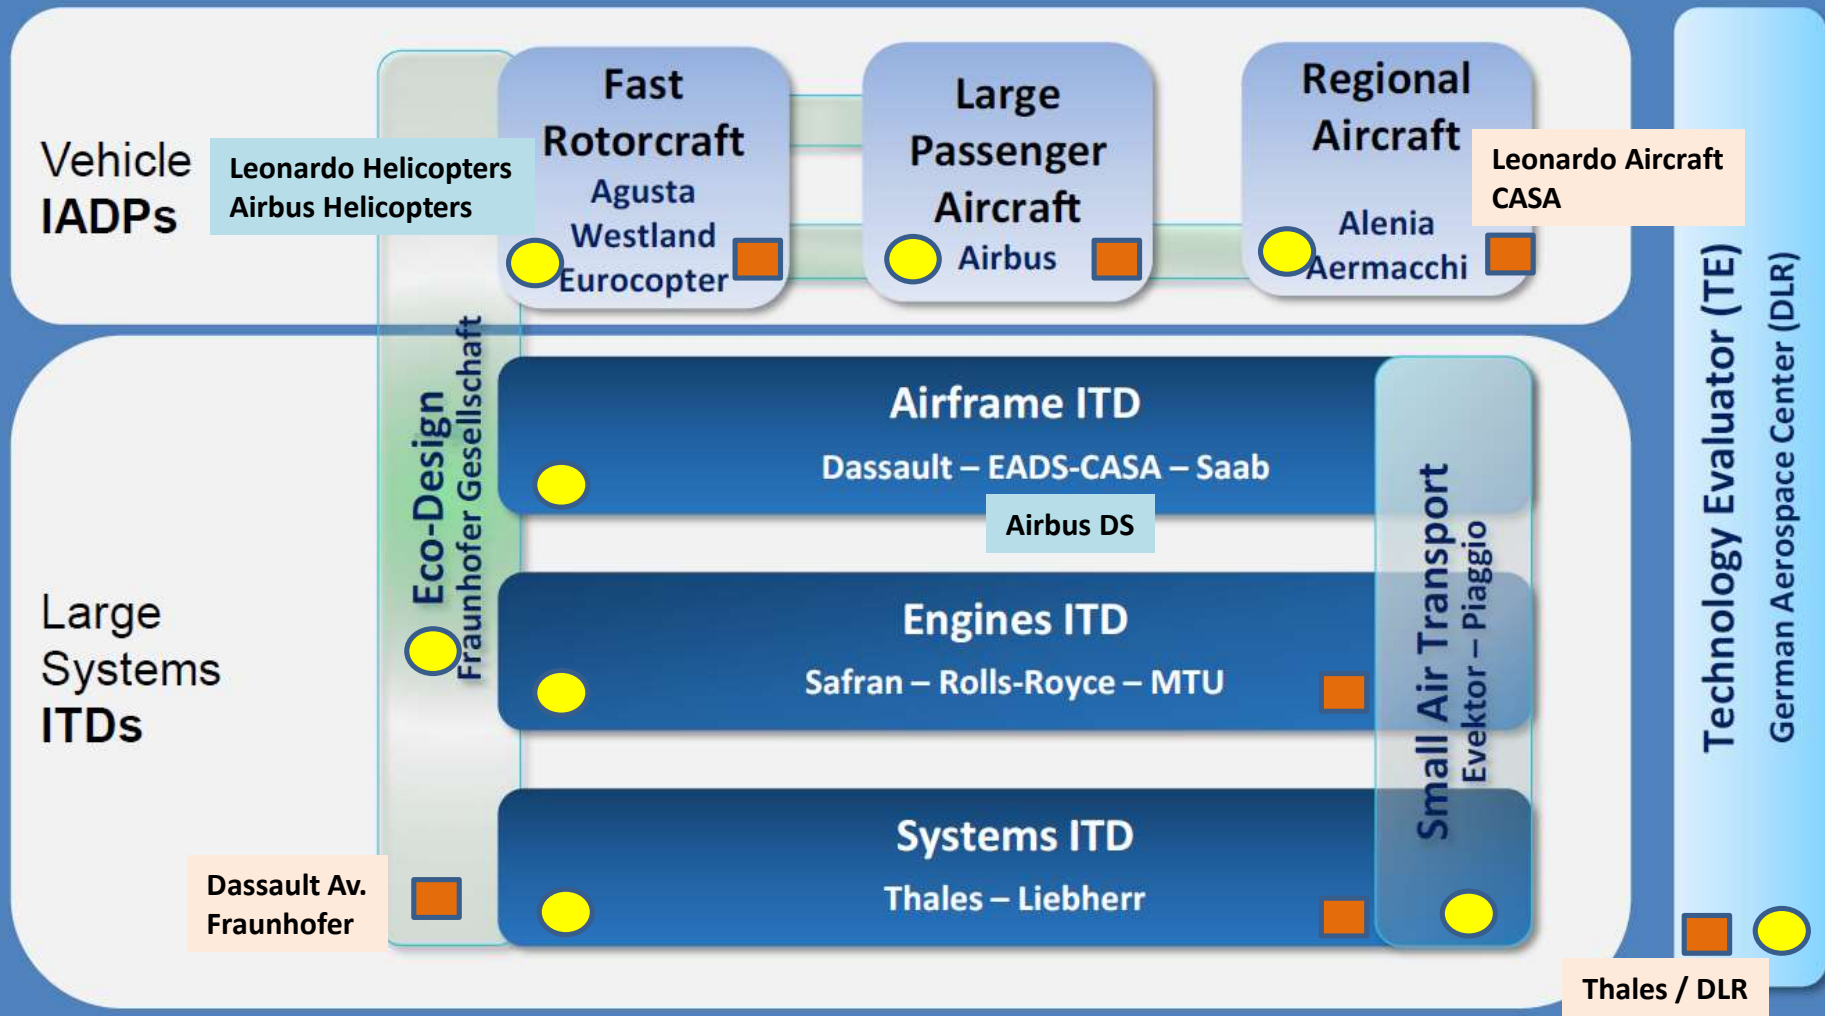 Vehicle
IADPs
Leonardo Helicopters
Airbus Helicopters
Fast
Rotorcraft
Agusta
Westland
Eurocopter
Large
Passenger
Aircraft
Airbus
Regional
Aircraft
Alenia
Aermacchi
Leonardo Aircraft
CASA
Large
Systems
ITDs
Eco-Design
Fraunhofer Gesellschaft
Airframe ITD
Dassault – EADS-CASA – Saab
Airbus DS
Engines ITD
Safran – Rolls-Royce – MTU
Systems ITD
Thales – Liebherr
Small Air Transport
Evektor – Piaggio
Dassault Av.
Fraunhofer
Technology Evaluator (TE)
German Aerospace Center (DLR)
Thales / DLR